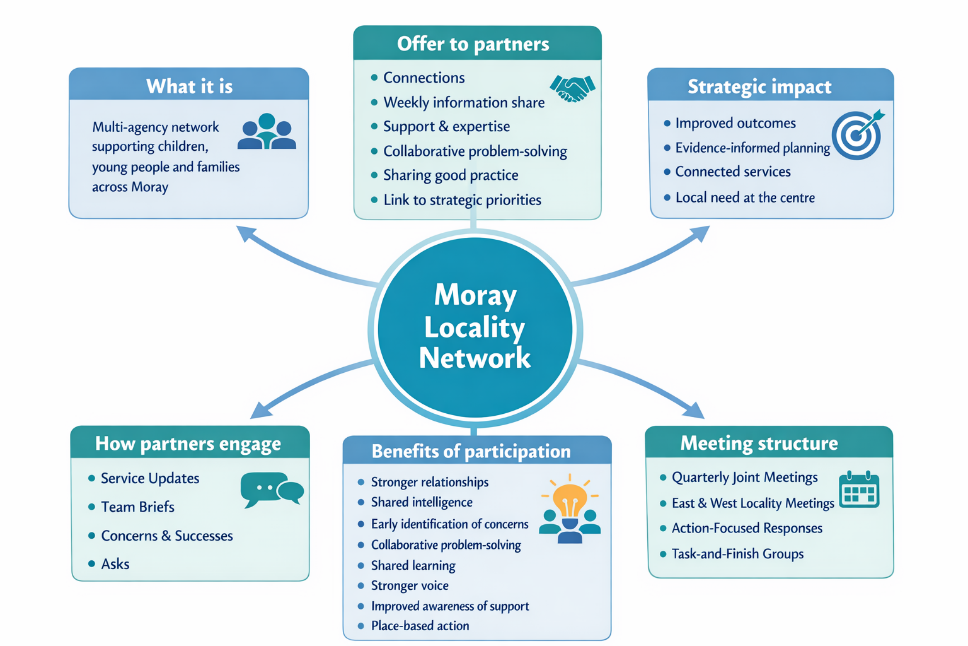 Offer to partners
Connections
Weekly information share
Support & expertise
Collaborative problem-solving
Sharing good practice
Link to strategic priorities
What it is
Multi-agency network
supporting children,
young people and families
across Moray
Strategic impact
Improved outcomes
Evidence-informed planning
Connected services
Local need at the centre
Moray
Locality
Network
How partners engage
Service Updates
Team Briefs
Concerns & Successes
Asks
Benefits of participation
Stronger relationships
Shared intelligence
Early identification of concerns
Collaborative problem-solving
Shared learning
Stronger voice
Improved awareness of support
Place-based action
Meeting structure
Quarterly Joint Meetings
East & West Locality Meetings
Action-Focused Responses
Task-and-Finish Groups